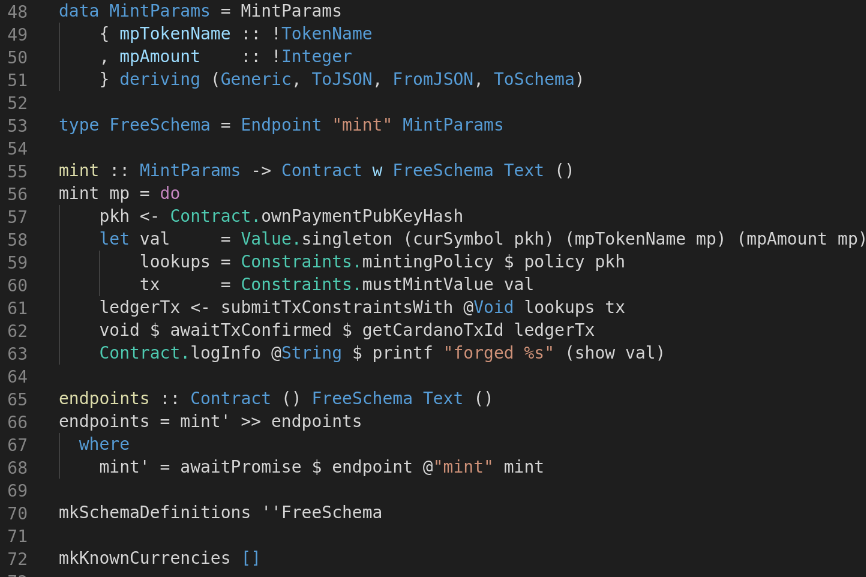 48 data MintParams = MintParams
49     { mpTokenName :: !TokenName
50     , mpAmount    :: !Integer
51     } deriving (Generic, ToJSON, FromJSON, ToSchema)
52
53 type FreeSchema = Endpoint "mint" MintParams
54
55 mint :: MintParams -> Contract w FreeSchema Text ()
56 mint mp = do
57     pkh <- Contract.ownPaymentPubKeyHash
58     let val     = Value.singleton (curSymbol pkh) (mpTokenName mp) (mpAmount mp)
59         lookups = Constraints.mintingPolicy $ policy pkh
60         tx      = Constraints.mustMintValue val
61     ledgerTx <- submitTxConstraintsWith @Void lookups tx
62     void $ awaitTxConfirmed $ getCardanoTxId ledgerTx
63     Contract.logInfo @String $ printf "forged %s" (show val)
64
65 endpoints :: Contract () FreeSchema Text ()
66 endpoints = mint' >> endpoints
67   where
68     mint' = awaitPromise $ endpoint @"mint" mint
69
70 mkSchemaDefinitions ''FreeSchema
71
72 mkKnownCurrencies []